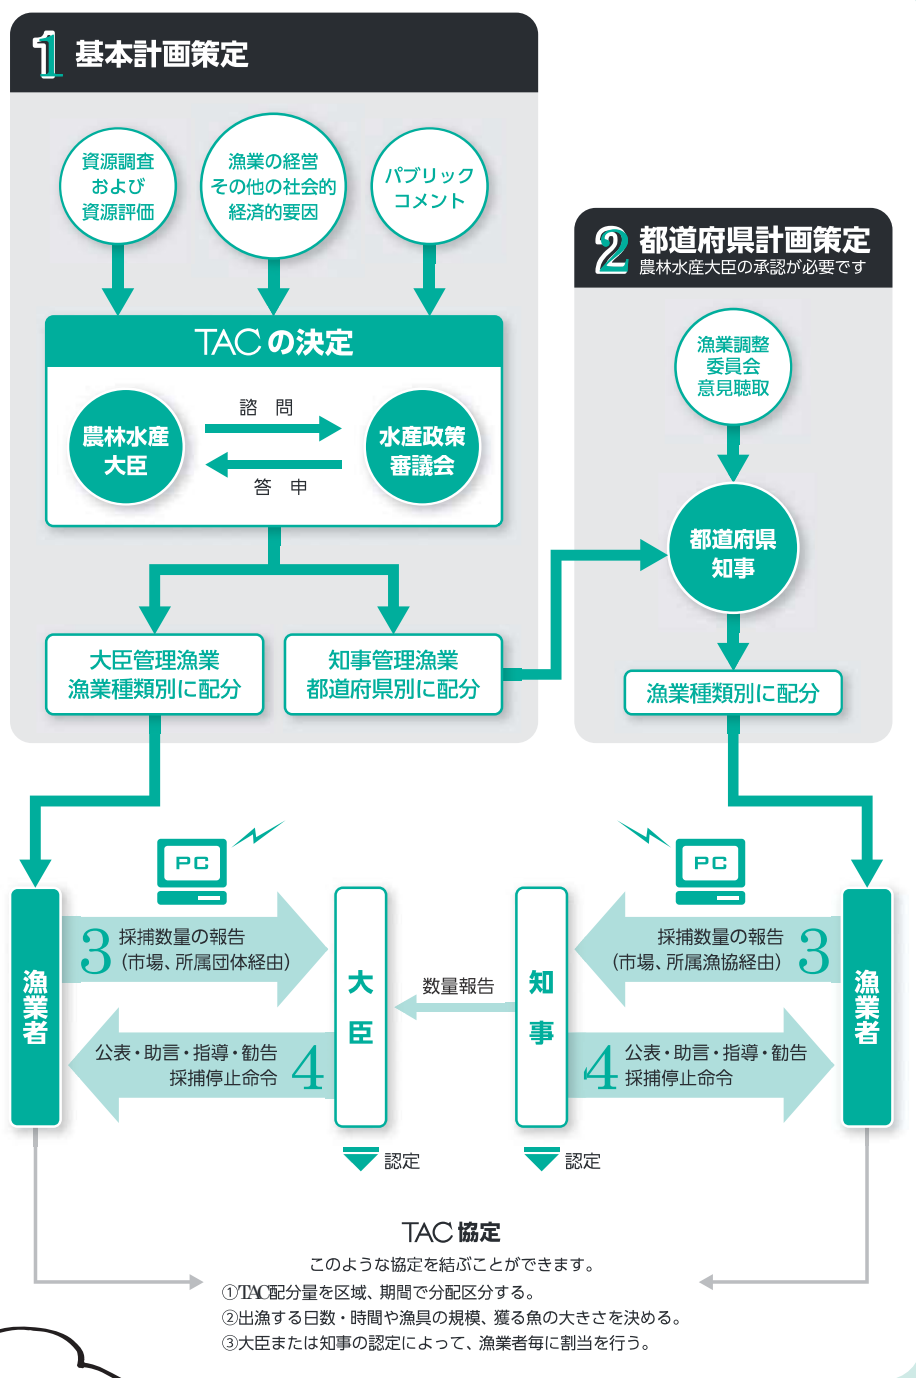 1 基本計画策定
資源調査
および
資源評価
漁業の経営
その他の社会的
経済的要因
パブリック
コメント
TACの決定
農林水産
大臣
諮 問
答 申
水産政策
審議会
大臣管理漁業
漁業種類別に配分
知事管理漁業
都道府県別に配分
2 都道府県計画策定
農林水産大臣の承認が必要です
漁業調整
委員会
意見聴取
都道府県
知事
漁業種類別に配分
PC
PC
漁業者
3 採捕数量の報告
(市場、所属団体経由)
4 公表・助言・指導・勧告
採捕停止命令
大臣
数量報告
知事
3 採捕数量の報告
(市場、所属漁協経由)
4 公表・助言・指導・勧告
採捕停止命令
漁業者
認定
認定
TAC協定
このような協定を結ぶことができます。
①TAC配分量を区域、期間で分配区分する。
②出漁する日数・時間や漁具の規模、獲る魚の大きさを決める。
③大臣または知事の認定によって、漁業者毎に割当を行う。